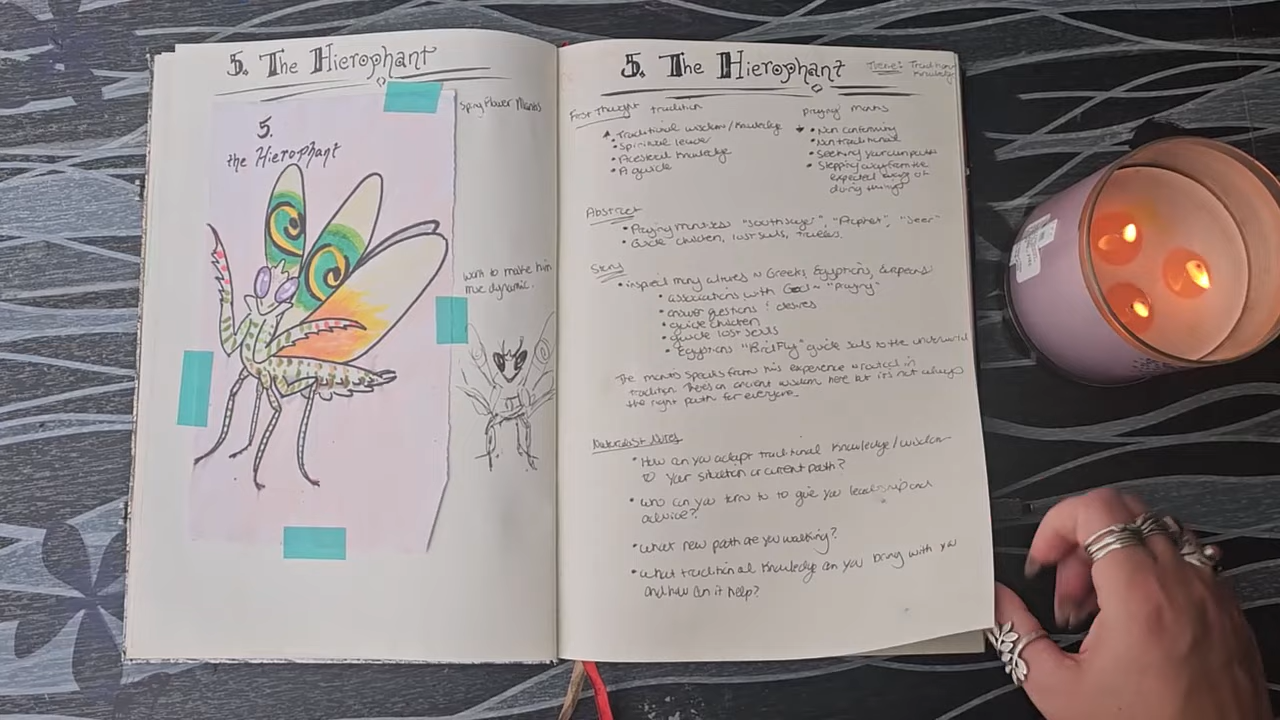 5. The Hierophant
Spiny Flower Mantis
5.
the Hierophant
want to make him
more dynamic.
5. The Hierophant
Theme: Traditional
Knowledge
First Thought tradition
• Traditional wisdom/knowledge
• Spiritual leader
• Ancestral knowledge
• A guide
Praying mantis
• Non conforming
• Non traditional
• Seeking your own path
• Stepping away from the
expected way of
doing things
Abstract
• Praying mantises "soothsayer", "Prophet", "Seer"
• Guide children, lost souls,
Story
• inspired many cultures ~ Greeks, Egyptians, Europeans
• associations with God ~ "Praying"
• answer questions & desires
• guide children
• guide lost souls
• Egyptians "Bird Fly" guide souls to the underworld
The mantis speaks from his experience rooted in
tradition. There's an ancient wisdom here but it's not always
the right path for everyone.
Naturalist Notes
• How can you adapt traditional knowledge/wisdom
to your situation or current path?
• Who can you turn to to give you leadership and
advice?
• What new path are you walking?
• What traditional knowledge can you bring with you
and how can it help?